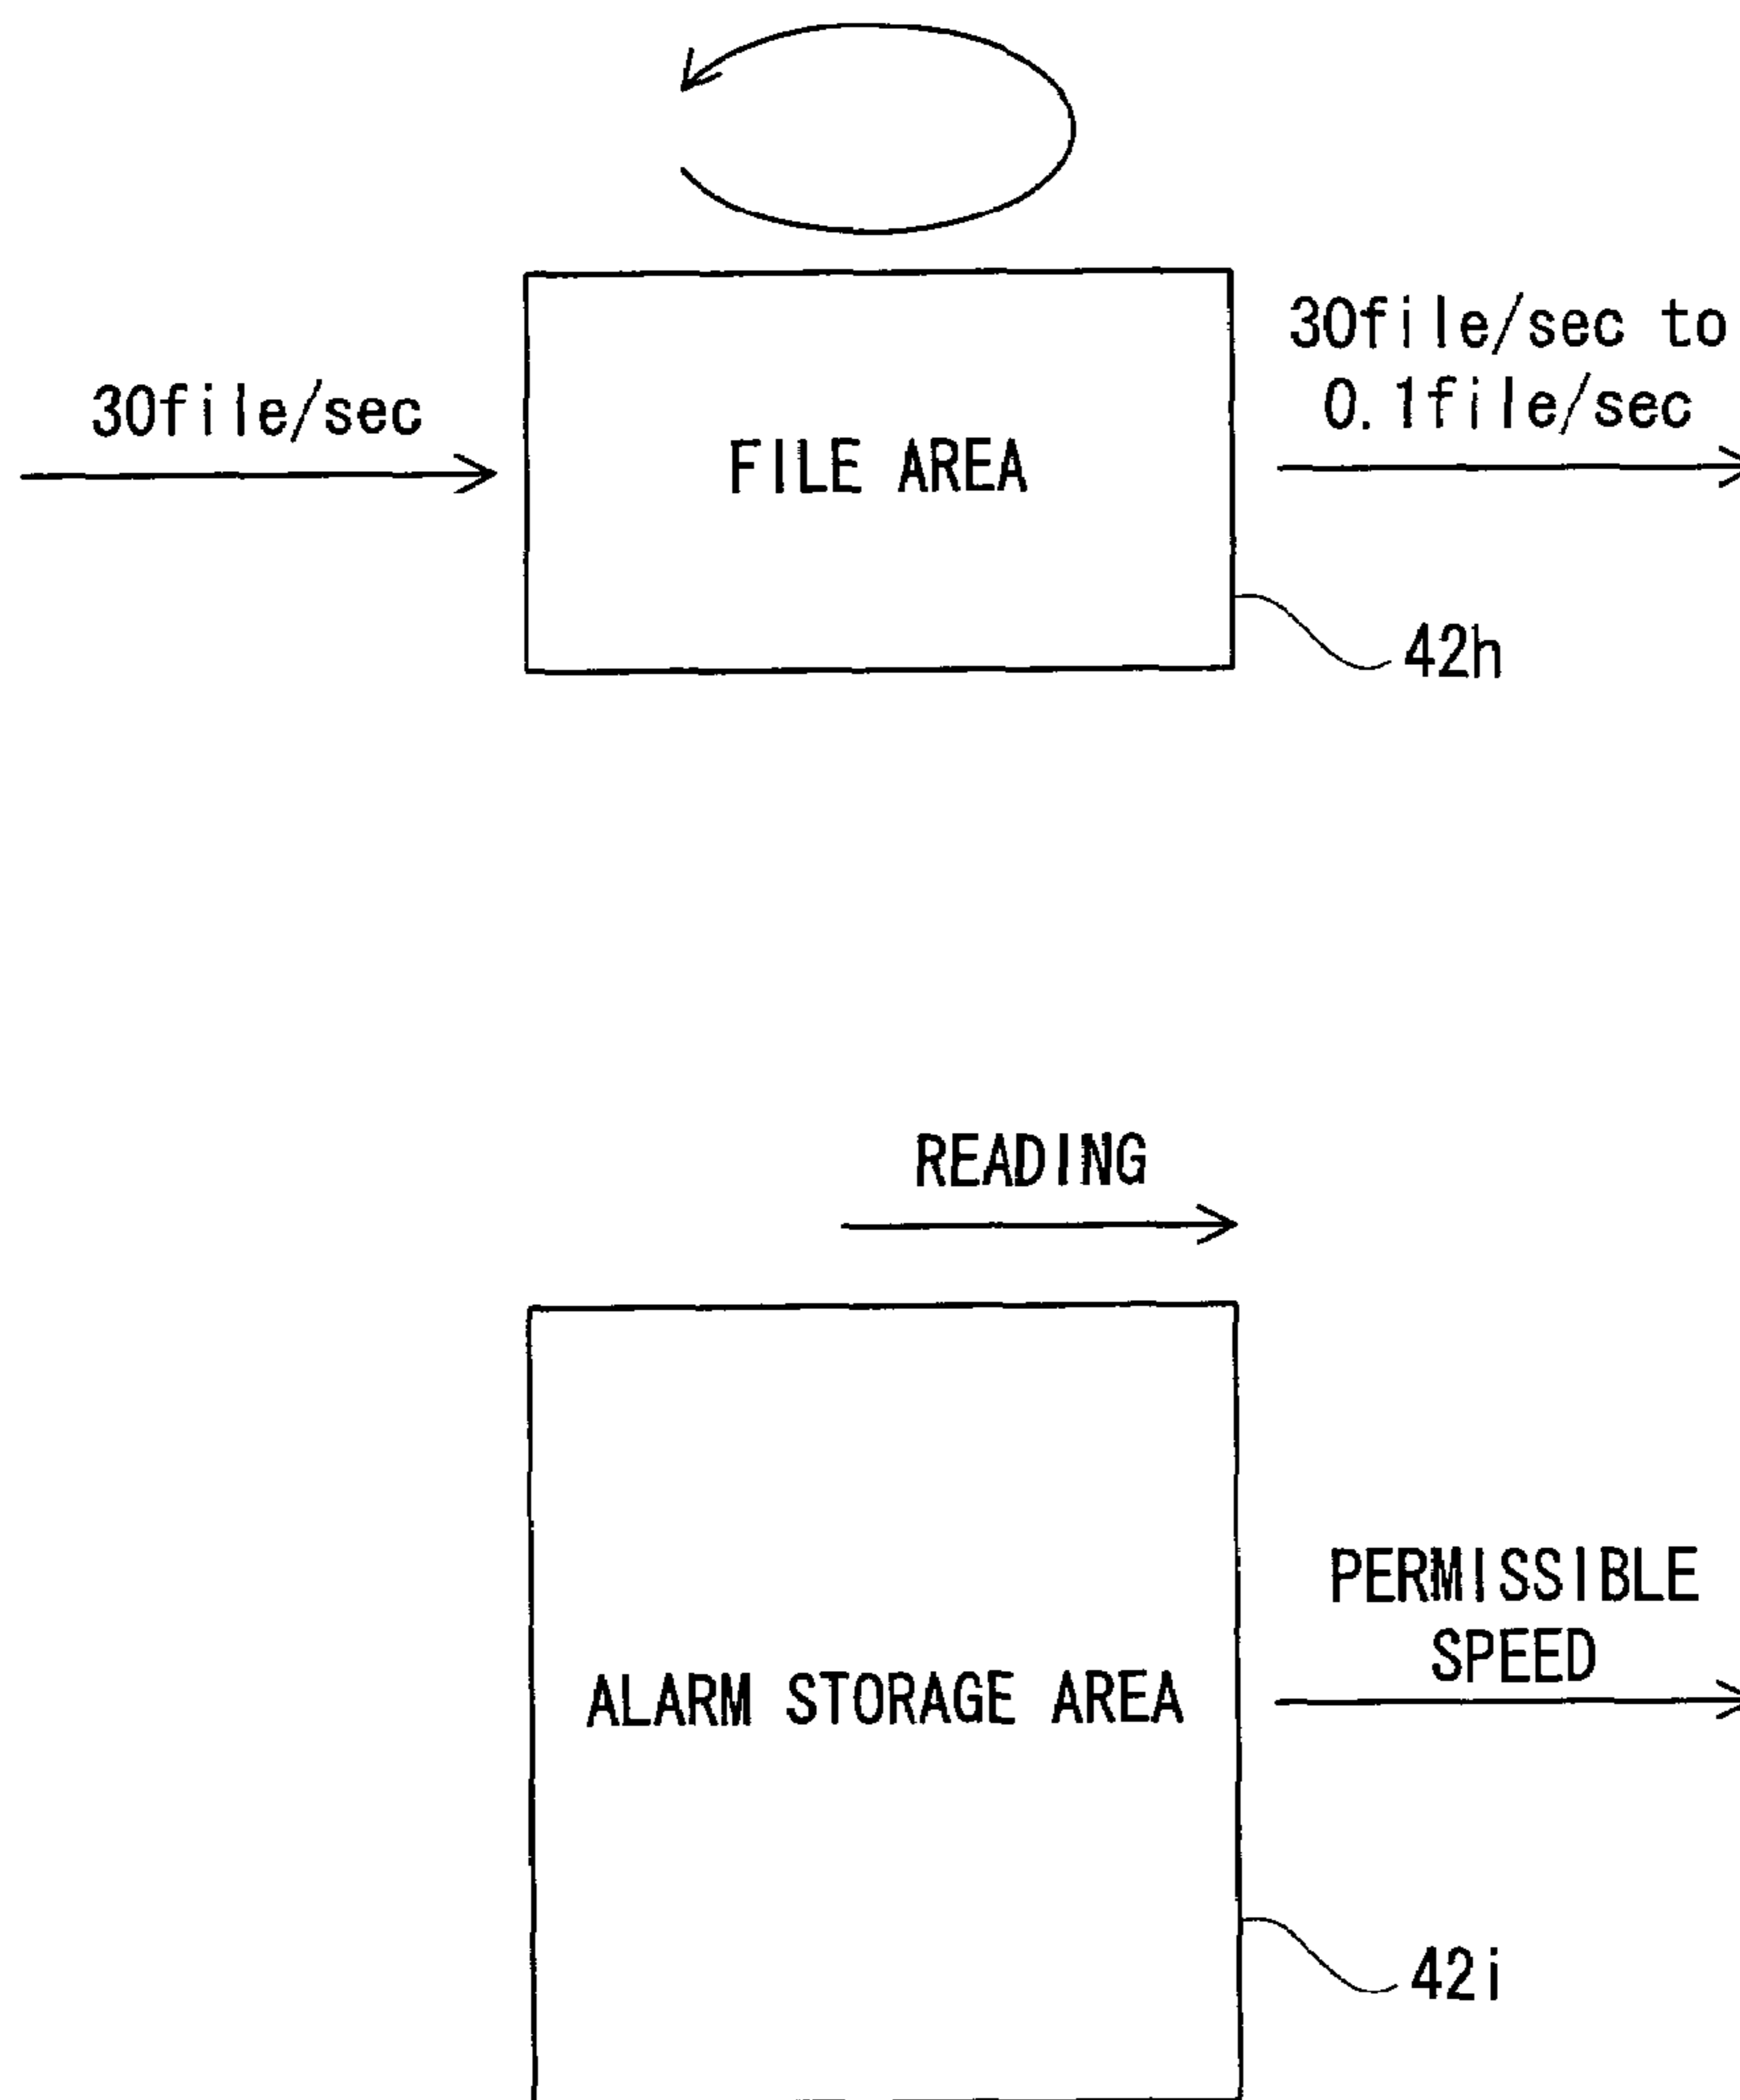 30file/sec
FILE AREA
30file/sec to
0.1file/sec
42h
READING
ALARM STORAGE AREA
PERMISSIBLE
SPEED
42i